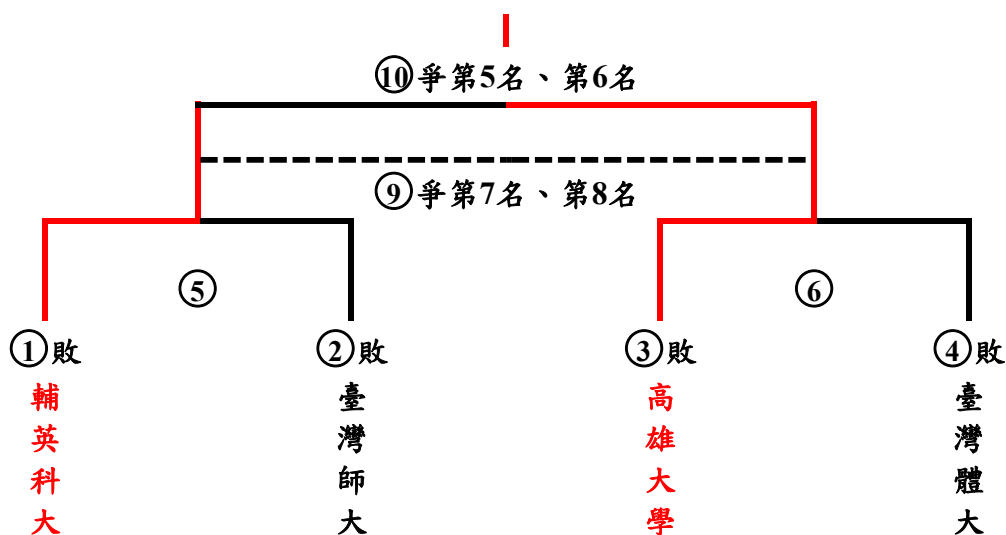 ⑩爭第5名、第6名
⑨爭第7名、第8名
⑤
⑥
①敗
②敗
③敗
④敗
輔英科大
臺灣師大
高雄大學
臺灣體大